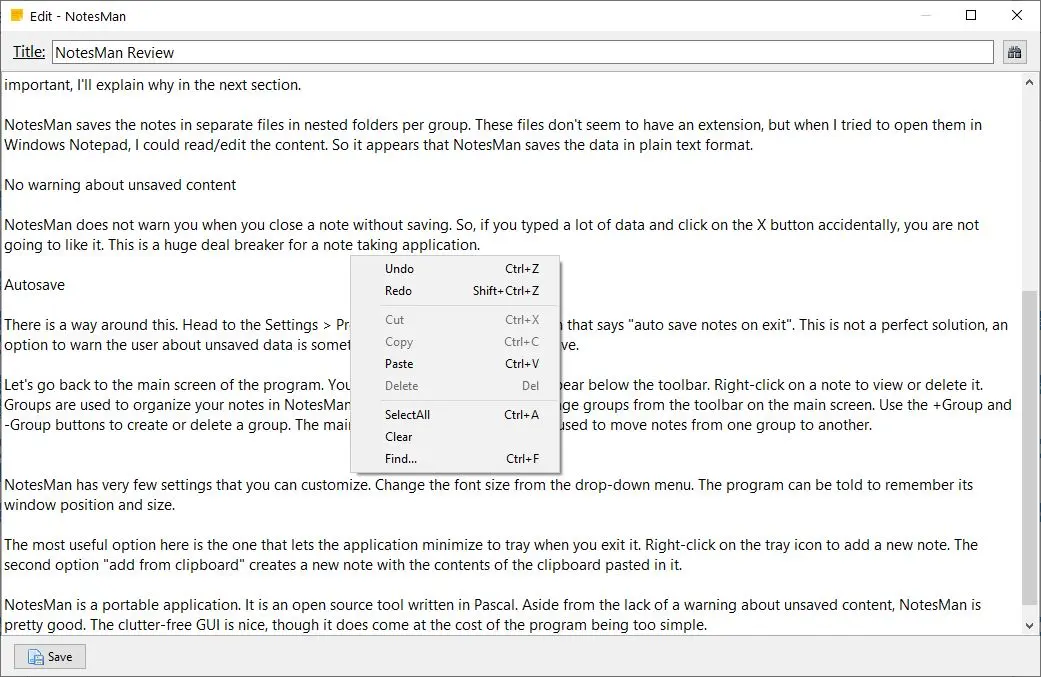 Edit - NotesMan
Title: NotesMan Review
important, I'll explain why in the next section.
NotesMan saves the notes in separate files in nested folders per group. These files don't seem to have an extension, but when I tried to open them in
Windows Notepad, I could read/edit the content. So it appears that NotesMan saves the data in plain text format.
No warning about unsaved content
NotesMan does not warn you when you close a note without saving. So, if you typed a lot of data and click on the X button accidentally, you are not
going to like it. This is a huge deal breaker for a note taking application.
Autosave
There is a way around this. Head to the Settings > that says "auto save notes on exit". This is not a perfect solution, an
option to warn the user about unsaved data is
Let's go back to the main screen of the program. below the toolbar. Right-click on a note to view or delete it.
Groups are used to organize your notes in NotesMan groups from the toolbar on the main screen. Use the +Group and
-Group buttons to create or delete a group. The used to move notes from one group to another.
NotesMan has very few settings that you can customize. Change the font size from the drop-down menu. The program can be told to remember its
window position and size.
The most useful option here is the one that lets the application minimize to tray when you exit it. Right-click on the tray icon to add a new note. The
second option "add from clipboard" creates a new note with the contents of the clipboard pasted in it.
NotesMan is a portable application. It is an open source tool written in Pascal. Aside from the lack of a warning about unsaved content, NotesMan is
pretty good. The clutter-free GUI is nice, though it does come at the cost of the program being too simple.
Undo Ctrl+Z
Redo Shift+Ctrl+Z
Cut Ctrl+X
Copy Ctrl+C
Paste Ctrl+V
Delete Del
SelectAll Ctrl+A
Clear
Find... Ctrl+F
Save